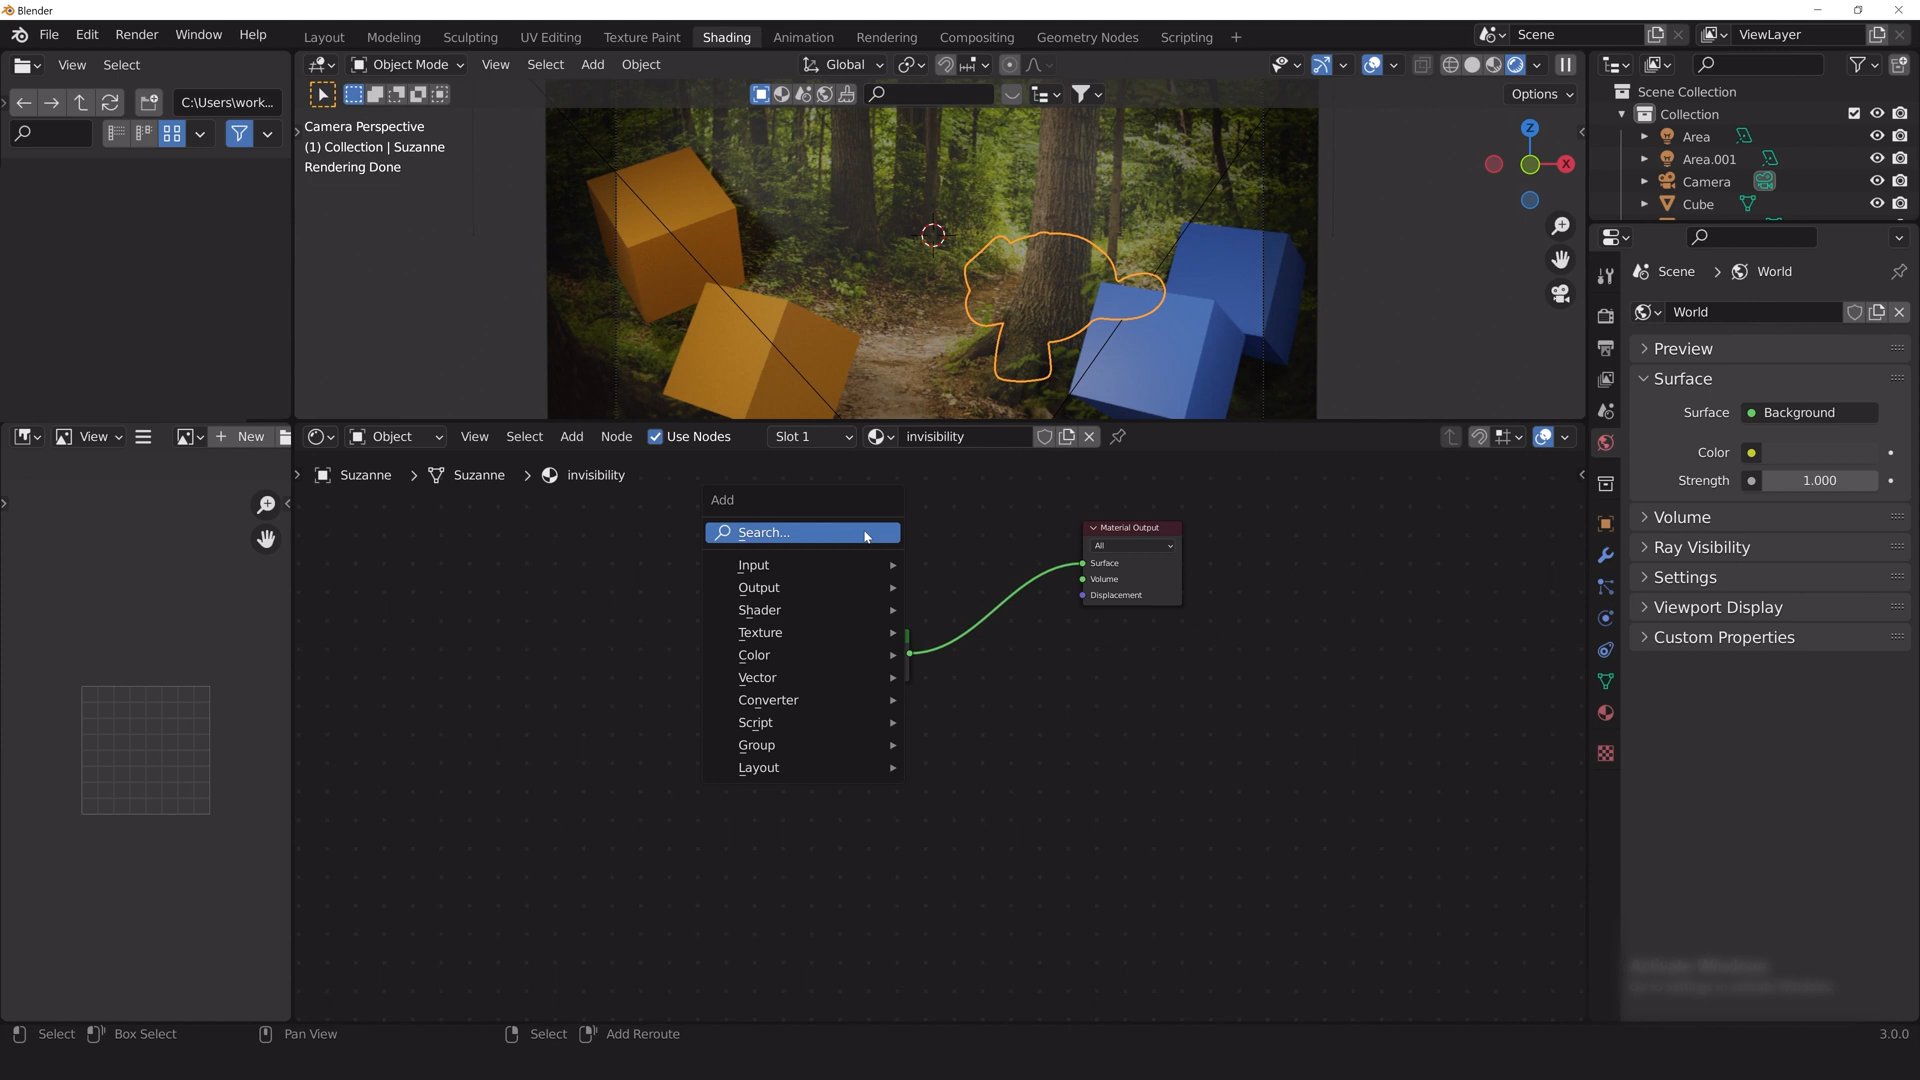 Blender
File Edit Render Window Help
Layout Modeling Sculpting UV Editing Texture Paint Shading Animation Rendering Compositing Geometry Nodes Scripting +
Scene
ViewLayer
View Select
Object Mode View Select Add Object
Global
C:\Users\work...
Options
Camera Perspective
(1) Collection | Suzanne
Rendering Done
Z
X
Scene Collection
Collection
Area
Area.001
Camera
Cube
Scene > World
World
Preview
Surface
Surface Background
Color
Strength 1.000
Volume
Ray Visibility
Settings
Viewport Display
Custom Properties
View
+ New
Object View Select Add Node Use Nodes Slot 1 invisibility
Suzanne > Suzanne > invisibility
Add
Search...
Input
Output
Shader
Texture
Color
Vector
Converter
Script
Group
Layout
Material Output
All
Surface
Volume
Displacement
Select Box Select Pan View Select Add Reroute
3.0.0